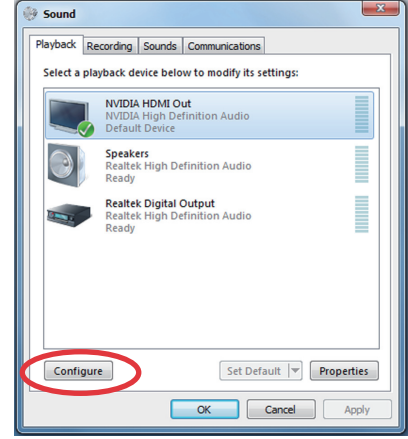 Sound
Playback Recording Sounds Communications
Select a playback device below to modify its settings:
NVIDIA HDMI Out
NVIDIA High Definition Audio
Default Device
Speakers
Realtek High Definition Audio
Ready
Realtek Digital Output
Realtek High Definition Audio
Ready
Configure Set Default Properties
OK Cancel Apply